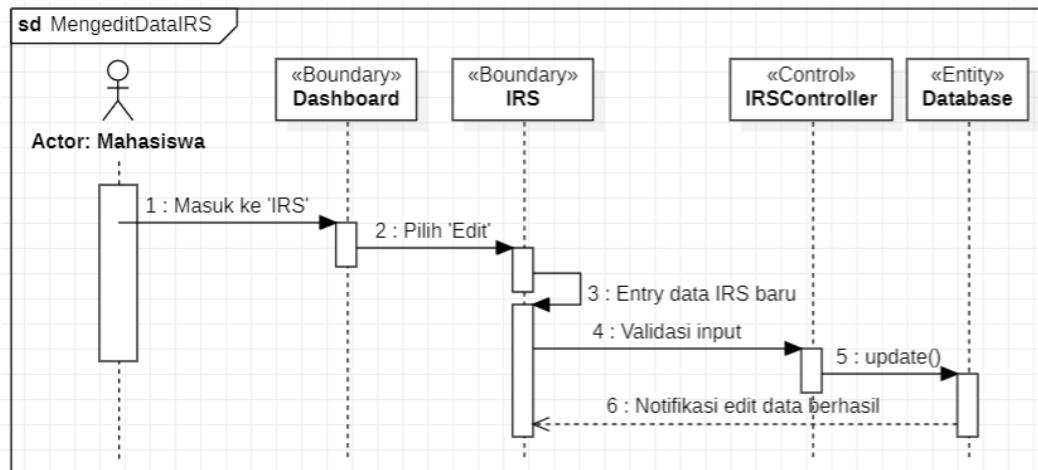 sd MengeditDataIRS
«Boundary»
Dashboard
«Boundary»
IRS
«Control»
IRSController
«Entity»
Database
Actor: Mahasiswa
1 : Masuk ke 'IRS'
2 : Pilih 'Edit'
3 : Entry data IRS baru
4 : Validasi input
5 : update()
6 : Notifikasi edit data berhasil